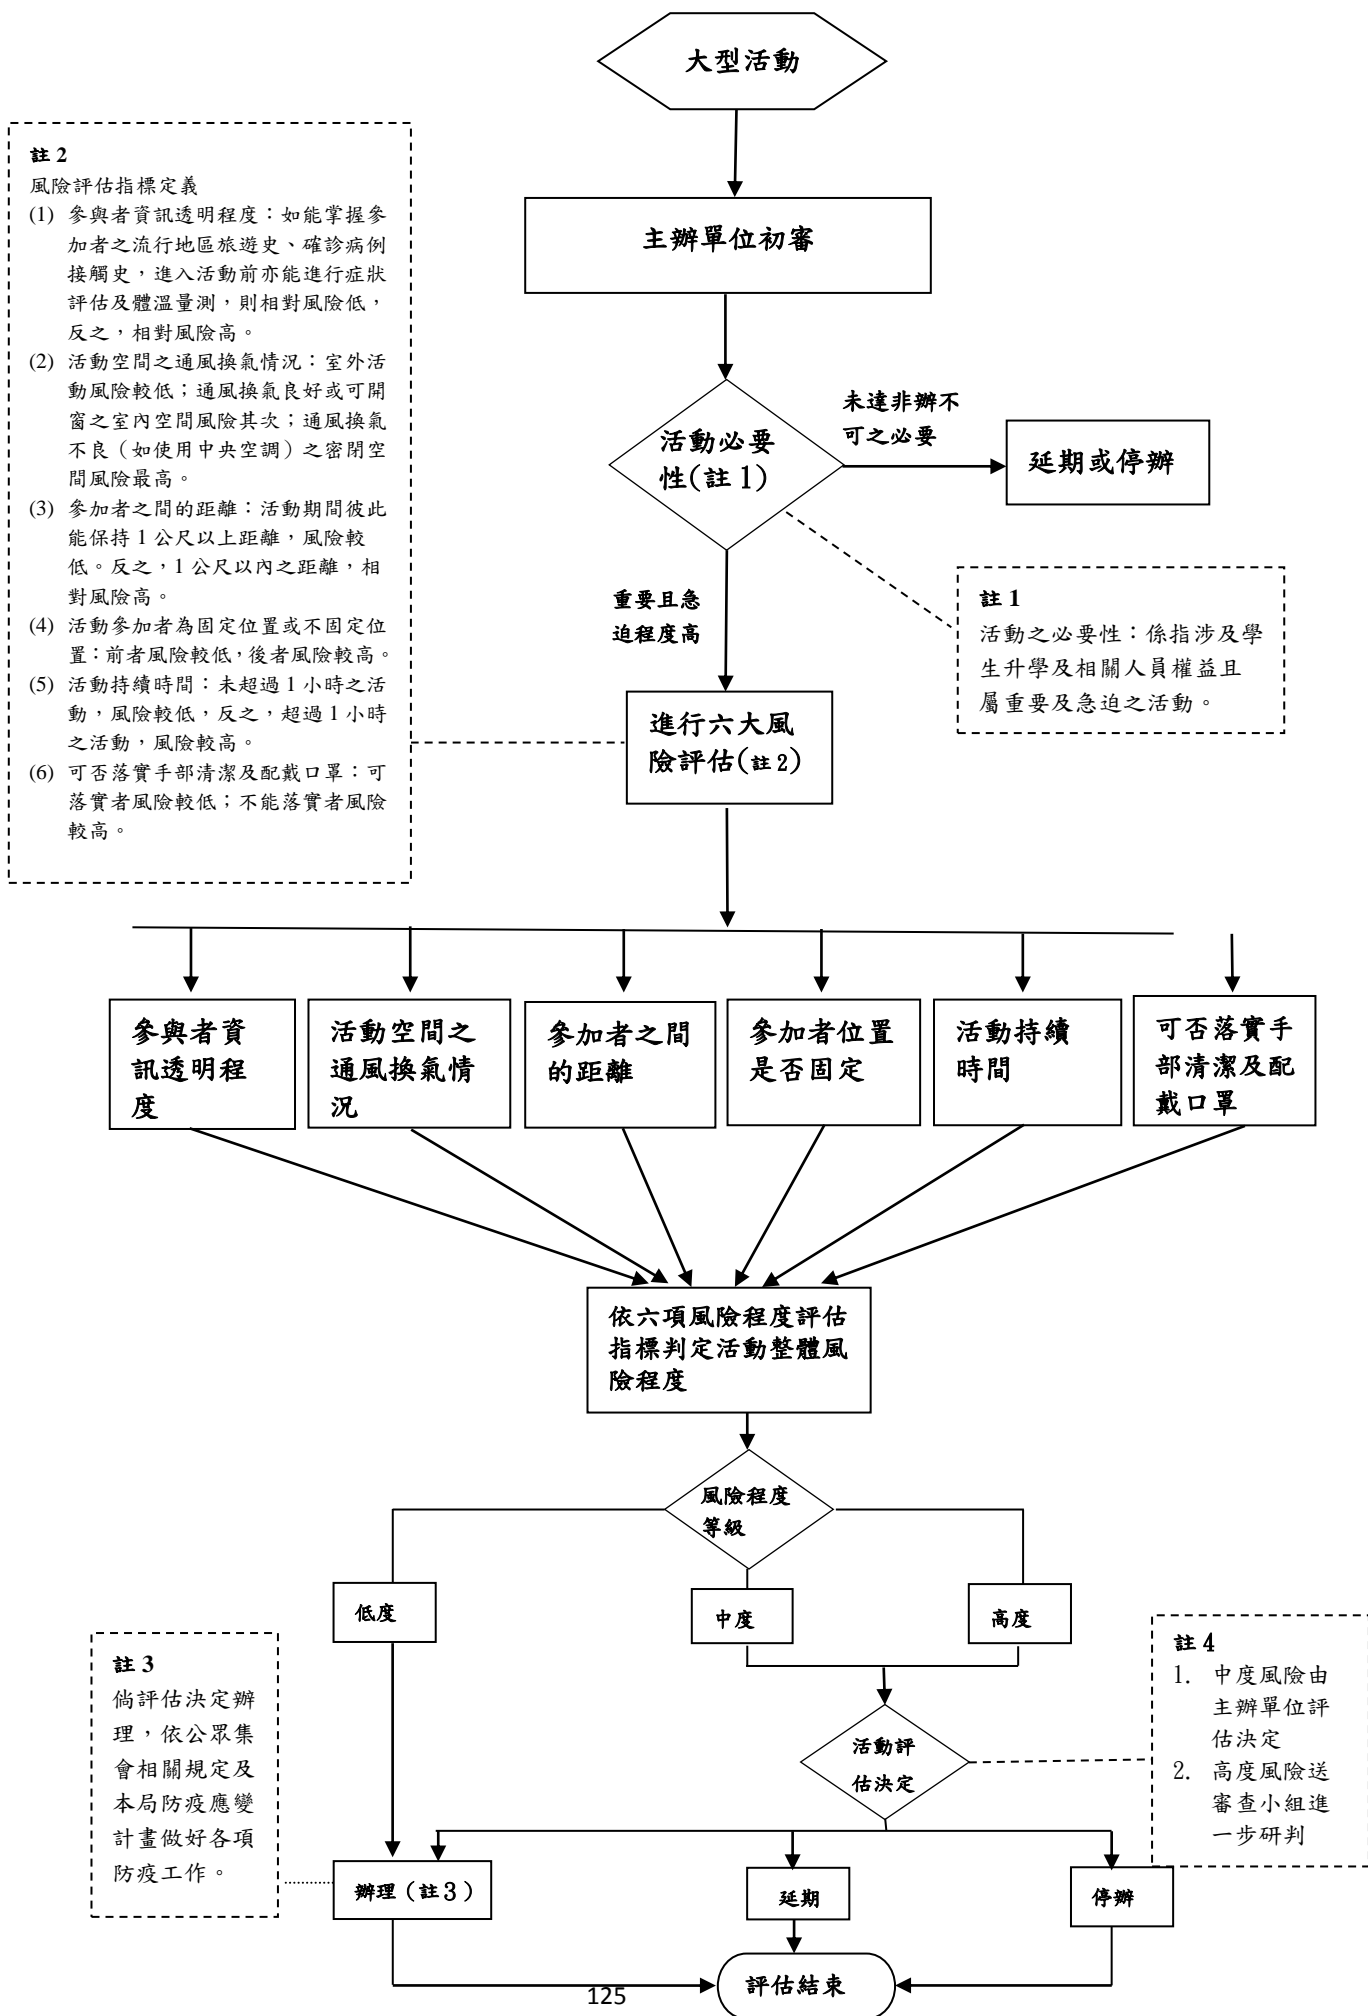 大型活動
註 2
風險評估指標定義
(1) 參與者資訊透明程度：如能掌握參
加者之流行地區旅遊史、確診病例
接觸史，進入活動前亦能進行症狀
評估及體溫量測，則相對風險低，
反之，相對風險高。
(2) 活動空間之通風換氣情況：室外活
動風險較低；通風換氣良好或可開
窗之室內空間風險其次；通風換氣
不良（如使用中央空調）之密閉空
間風險最高。
(3) 參加者之間的距離：活動期間彼此
能保持 1 公尺以上距離，風險較
低。反之，1 公尺以內之距離，相
對風險高。
(4) 活動參加者為固定位置或不固定位
置：前者風險較低，後者風險較高。
(5) 活動持續時間：未超過 1 小時之活
動，風險較低，反之，超過 1 小時
之活動，風險較高。
(6) 可否落實手部清潔及配戴口罩：可
落實者風險較低；不能落實者風險
較高。
主辦單位初審
活動必要
性(註 1)
未達非辦不
可之必要
延期或停辦
重要且急
迫程度高
註 1
活動之必要性：係指涉及學
生升學及相關人員權益且
屬重要及急迫之活動。
進行六大風
險評估(註 2)
參與者資
訊透明程
度
活動空間之
通風換氣情
況
參加者之間
的距離
參加者位置
是否固定
活動持續
時間
可否落實手
部清潔及配
戴口罩
依六項風險程度評估
指標判定活動整體風
險程度
風險程度
等級
低度
中度
高度
註 3
倘評估決定辦
理，依公眾集
會相關規定及
本局防疫應變
計畫做好各項
防疫工作。
活動評
估決定
註 4
1. 中度風險由
主辦單位評
估決定
2. 高度風險送
審查小組進
一步研判
辦理（註 3）
延期
停辦
評估結束
125